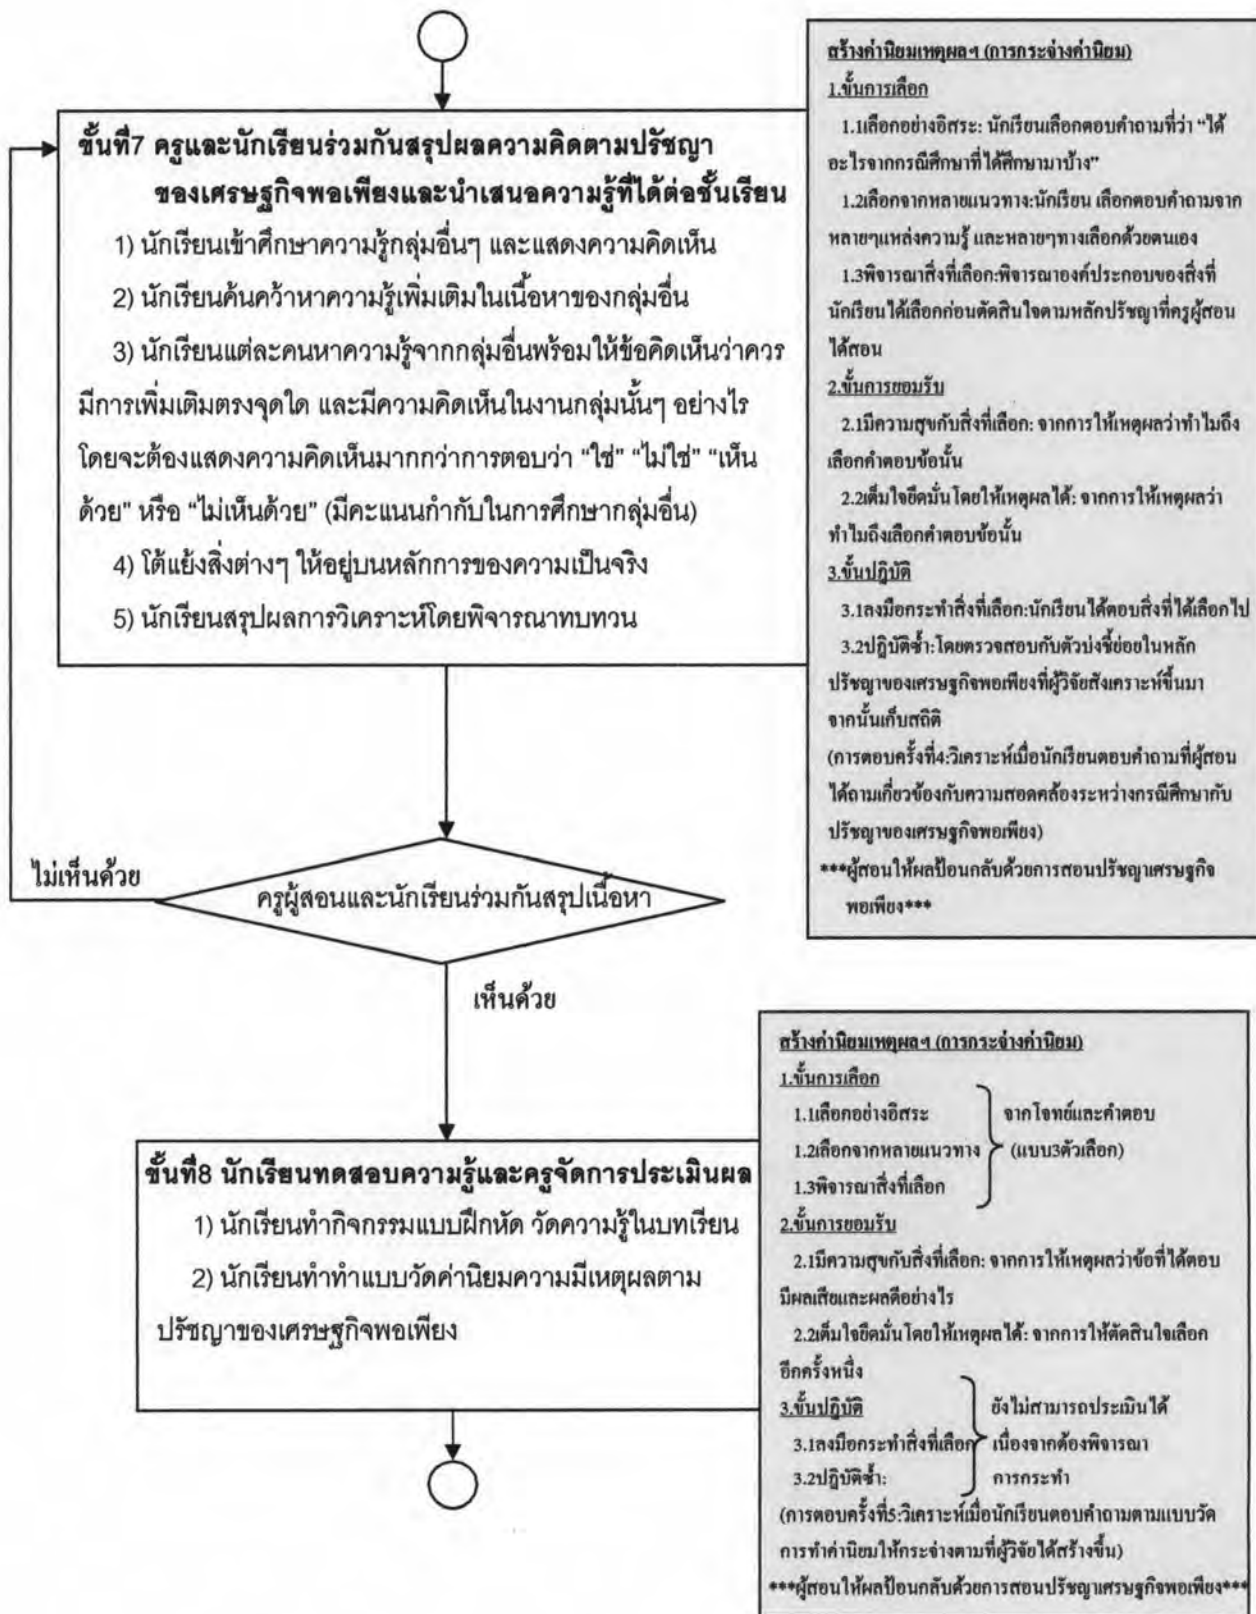 ขั้นที่7 ครูและนักเรียนร่วมกันสรุปผลความคิดตามปรัชญา
ของเศรษฐกิจพอเพียงและนำเสนอความรู้ที่ได้ต่อชั้นเรียน
1) นักเรียนเข้าศึกษาความรู้กลุ่มอื่นๆ และแสดงความคิดเห็น
2) นักเรียนค้นคว้าหาความรู้เพิ่มเติมในเนื้อหาของกลุ่มอื่น
3) นักเรียนแต่ละคนหาความรู้จากกลุ่มอื่นพร้อมให้ข้อคิดเห็นว่าควร
มีการเพิ่มเติมตรงจุดใด และมีความคิดเห็นในงานกลุ่มนั้นๆ อย่างไร
โดยจะต้องแสดงความคิดเห็นมากกว่าการตอบว่า “ใช่” “ไม่ใช่” “เห็น
ด้วย” หรือ “ไม่เห็นด้วย” (มีคะแนนกำกับในการศึกษากลุ่มอื่น)
4) โต้แย้งสิ่งต่างๆ ให้อยู่บนหลักการของความเป็นจริง
5) นักเรียนสรุปผลการวิเคราะห์โดยพิจารณาทบทวน
สร้างค่านิยมเหตุผลฯ (การกระจ่างค่านิยม)
1.ขั้นการเลือก
1.1เลือกอย่างอิสระ: นักเรียนเลือกตอบคำถามที่ว่า “ได้
อะไรจากกรณีศึกษาที่ได้ศึกษามาบ้าง”
1.2เลือกจากหลายแนวทาง:นักเรียน เลือกตอบคำถามจาก
หลายๆแหล่งความรู้ และหลายๆทางเลือกด้วยตนเอง
1.3พิจารณาสิ่งที่เลือก:พิจารณาองค์ประกอบของสิ่งที่
นักเรียนได้เลือกก่อนตัดสินใจตามหลักปรัชญาที่ครูผู้สอน
ได้สอน
2.ขั้นการยอมรับ
2.1มีความสุขกับสิ่งที่เลือก: จากการให้เหตุผลว่าทำไมถึง
เลือกคำตอบข้อนั้น
2.2เต็มใจยึดมั่นโดยให้เหตุผลได้: จากการให้เหตุผลว่า
ทำไมถึงเลือกคำตอบข้อนั้น
3.ขั้นปฏิบัติ
3.1ลงมือกระทำสิ่งที่เลือก:นักเรียนได้ตอบสิ่งที่ได้เลือกไป
3.2ปฏิบัติซ้ำ:โดยตรวจสอบกับตัวบ่งชี้ย่อยในหลัก
ปรัชญาของเศรษฐกิจพอเพียงที่ผู้วิจัยสังเคราะห์ขึ้นมา
จากนั้นเก็บสถิติ
(การตอบครั้งที่4:วิเคราะห์เมื่อนักเรียนตอบคำถามที่ผู้สอน
ได้ถามเกี่ยวข้องกับความสอดคล้องระหว่างกรณีศึกษากับ
ปรัชญาของเศรษฐกิจพอเพียง)
***ผู้สอนให้ผลป้อนกลับด้วยการสอนปรัชญาเศรษฐกิจ
พอเพียง***
ไม่เห็นด้วย
ครูผู้สอนและนักเรียนร่วมกันสรุปเนื้อหา
เห็นด้วย
ขั้นที่8 นักเรียนทดสอบความรู้และครูจัดการประเมินผล
1) นักเรียนทำกิจกรรมแบบฝึกหัด วัดความรู้ในบทเรียน
2) นักเรียนทำทำแบบวัดค่านิยมความมีเหตุผลตาม
ปรัชญาของเศรษฐกิจพอเพียง
สร้างค่านิยมเหตุผลฯ (การกระจ่างค่านิยม)
1.ขั้นการเลือก
1.1เลือกอย่างอิสระ จากโจทย์และคำตอบ
1.2เลือกจากหลายแนวทาง (แบบ3ตัวเลือก)
1.3พิจารณาสิ่งที่เลือก
2.ขั้นการยอมรับ
2.1มีความสุขกับสิ่งที่เลือก: จากการให้เหตุผลว่าข้อที่ได้ตอบ
มีผลเสียและผลดีอย่างไร
2.2เต็มใจยึดมั่นโดยให้เหตุผลได้: จากการให้ตัดสินใจเลือก
อีกครั้งหนึ่ง
3.ขั้นปฏิบัติ ยังไม่สามารถประเมินได้
3.1ลงมือกระทำสิ่งที่เลือก เนื่องจากต้องพิจารณา
3.2ปฏิบัติซ้ำ: การกระทำ
(การตอบครั้งที่5:วิเคราะห์เมื่อนักเรียนตอบคำถามตามแบบวัด
การทำค่านิยมให้กระจ่างตามที่ผู้วิจัยได้สร้างขึ้น)
***ผู้สอนให้ผลป้อนกลับด้วยการสอนปรัชญาเศรษฐกิจพอเพียง***